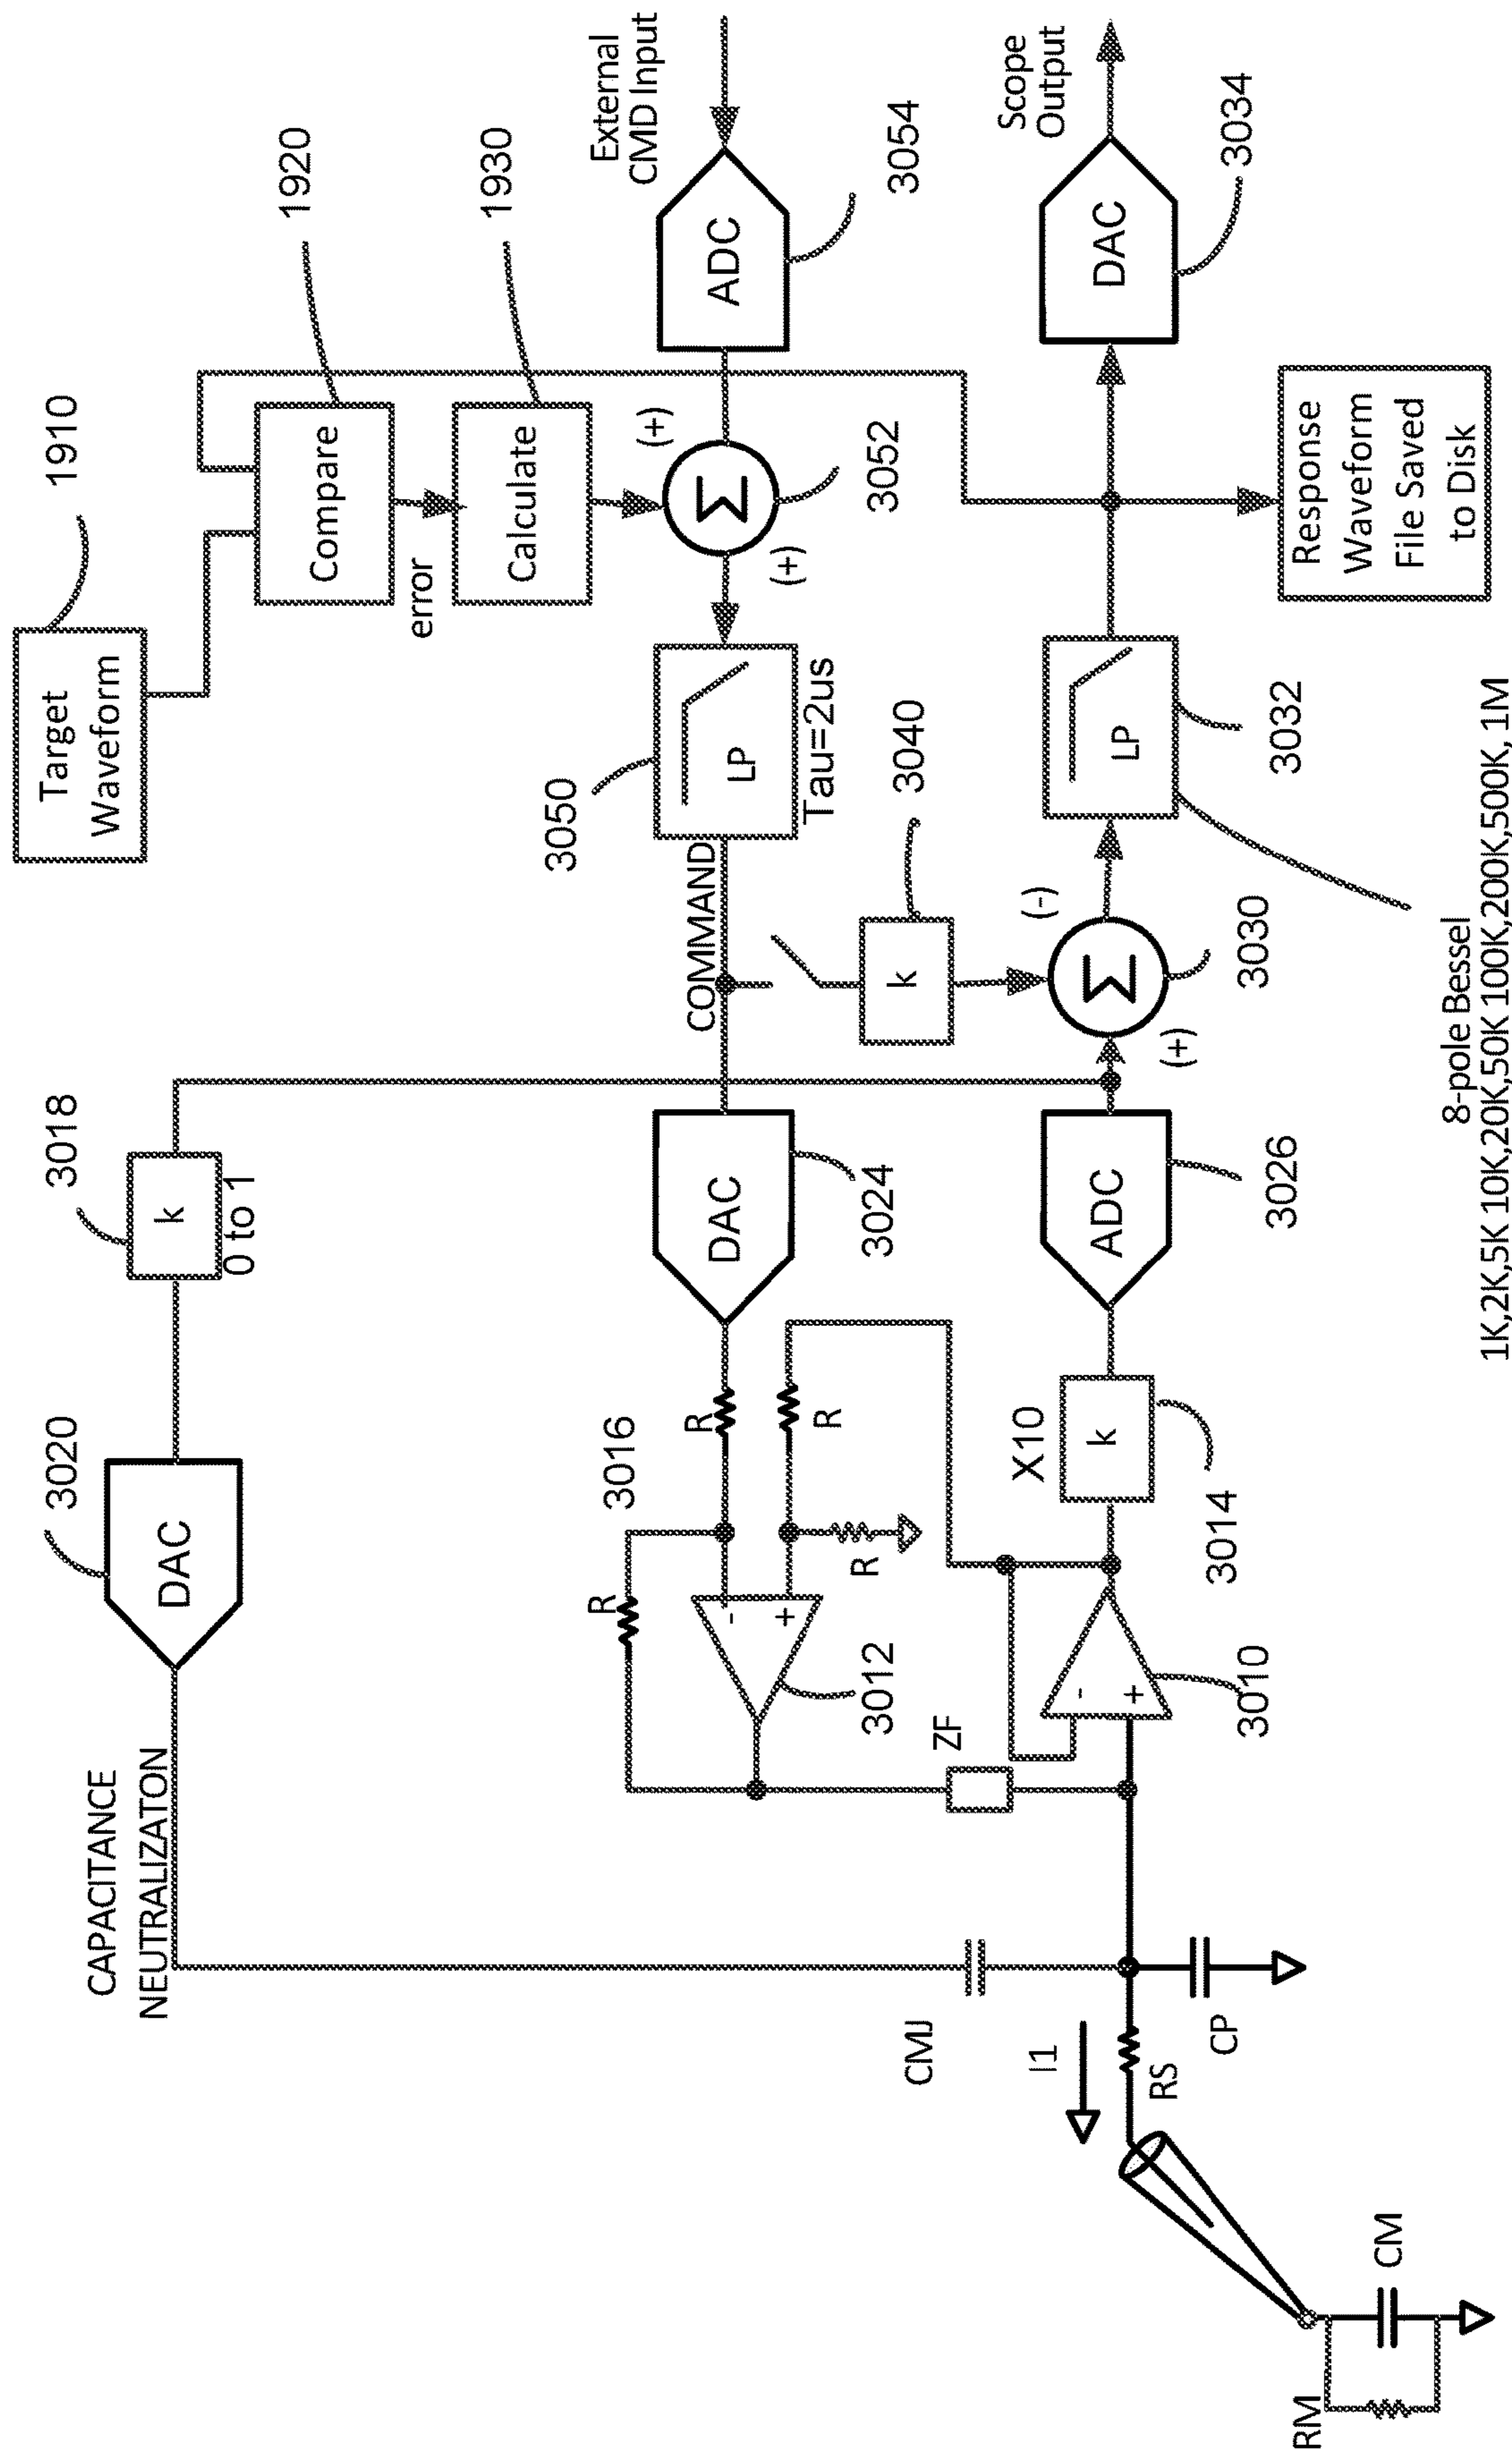 Target
Waveform
1910
Compare
1920
error
Calculate
1930
External
CMD Input
ADC
3054
(+)
Σ
3052
(+)
LP
Tau=2us
3050
COMMAND
3040
k
Scope
Output
DAC
3034
Response
Waveform
File Saved
to Disk
LP
3032
8-pole Bessel
1K,2K,5K 10K,20K,50K 100K,200K,500K, 1M
(-)
Σ
3030
(+)
3018
k
0 to 1
3020
DAC
CAPACITANCE
NEUTRALIZATON
DAC
3024
ADC
3026
3016
R
R
R
R
-
+
3012
X10
k
3014
ZF
-
+
3010
CMJ
I1
RS
CP
CM
RM